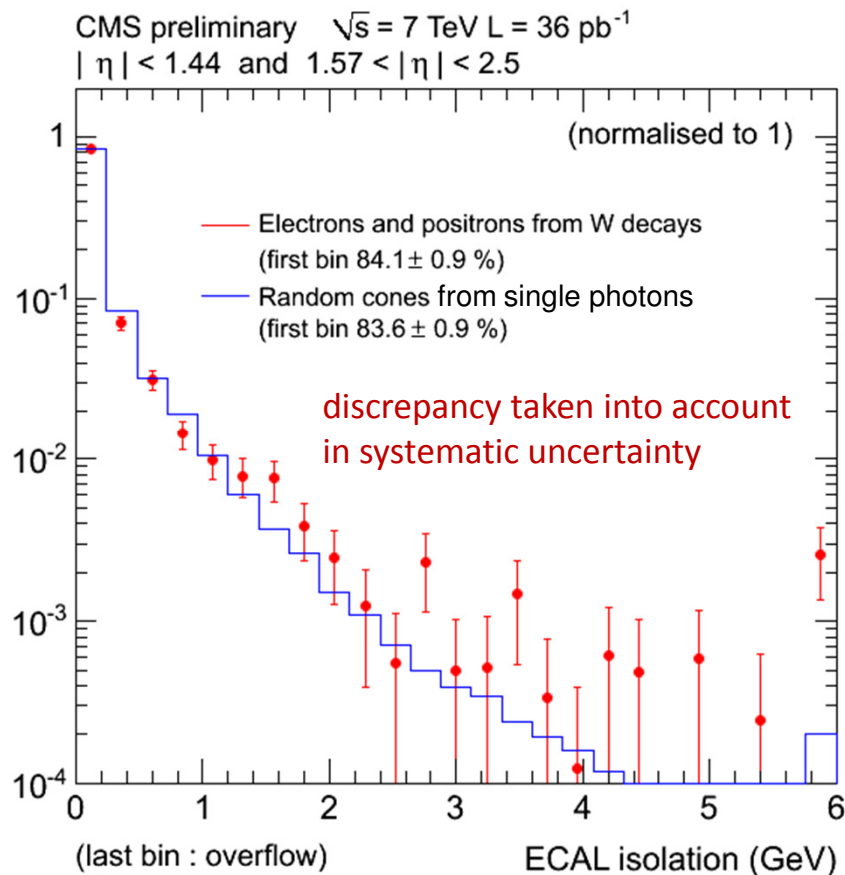 CMS preliminary √s = 7 TeV L = 36 pb⁻¹
| η | < 1.44 and 1.57 < | η | < 2.5
(normalised to 1)
Electrons and positrons from W decays
(first bin 84.1 ± 0.9 %)
Random cones from single photons
(first bin 83.6 ± 0.9 %)
discrepancy taken into account
in systematic uncertainty
1
10⁻¹
10⁻²
10⁻³
10⁻⁴
0 1 2 3 4 5 6
(last bin : overflow) ECAL isolation (GeV)